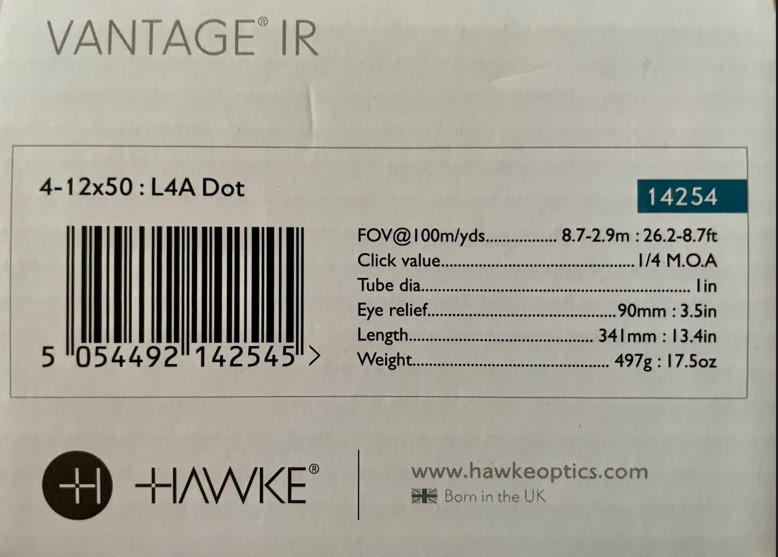 VANTAGE® IR
4-12x50 : L4A Dot
14254
FOV@100m/yds................ 8.7-2.9m : 26.2-8.7ft
Click value...........................................1/4 M.O.A
Tube dia............................................................1in
Eye relief..........................................90mm : 3.5in
Length......................................... 341mm : 13.4in
Weight........................................... 497g : 17.5oz
5 054492 142545 >
HAWKE®
www.hawkeoptics.com
Born in the UK